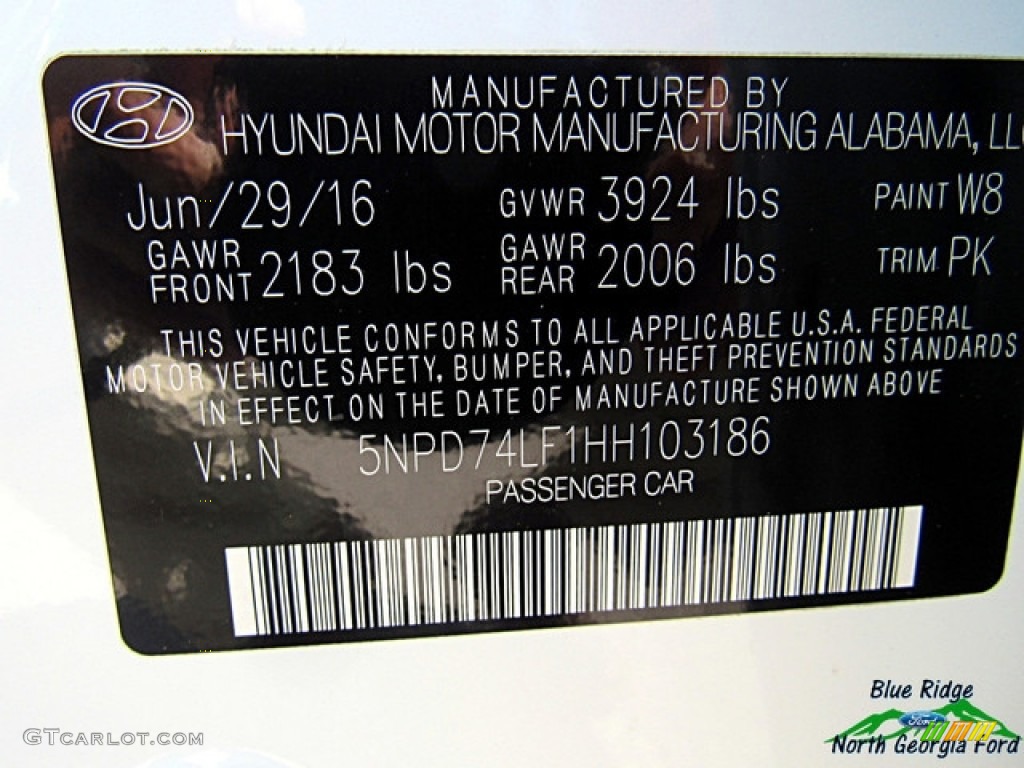 MANUFACTURED BY
HYUNDAI MOTOR MANUFACTURING ALABAMA, LLC
Jun/29/16 GVWR 3924 lbs PAINT W8
GAWR FRONT 2183 lbs GAWR REAR 2006 lbs TRIM PK
THIS VEHICLE CONFORMS TO ALL APPLICABLE U.S.A. FEDERAL
MOTOR VEHICLE SAFETY, BUMPER, AND THEFT PREVENTION STANDARDS
IN EFFECT ON THE DATE OF MANUFACTURE SHOWN ABOVE
V.I.N 5NPD74LF1HH103186
PASSENGER CAR
Blue Ridge
Ford
North Georgia Ford
GTCARLOT.COM